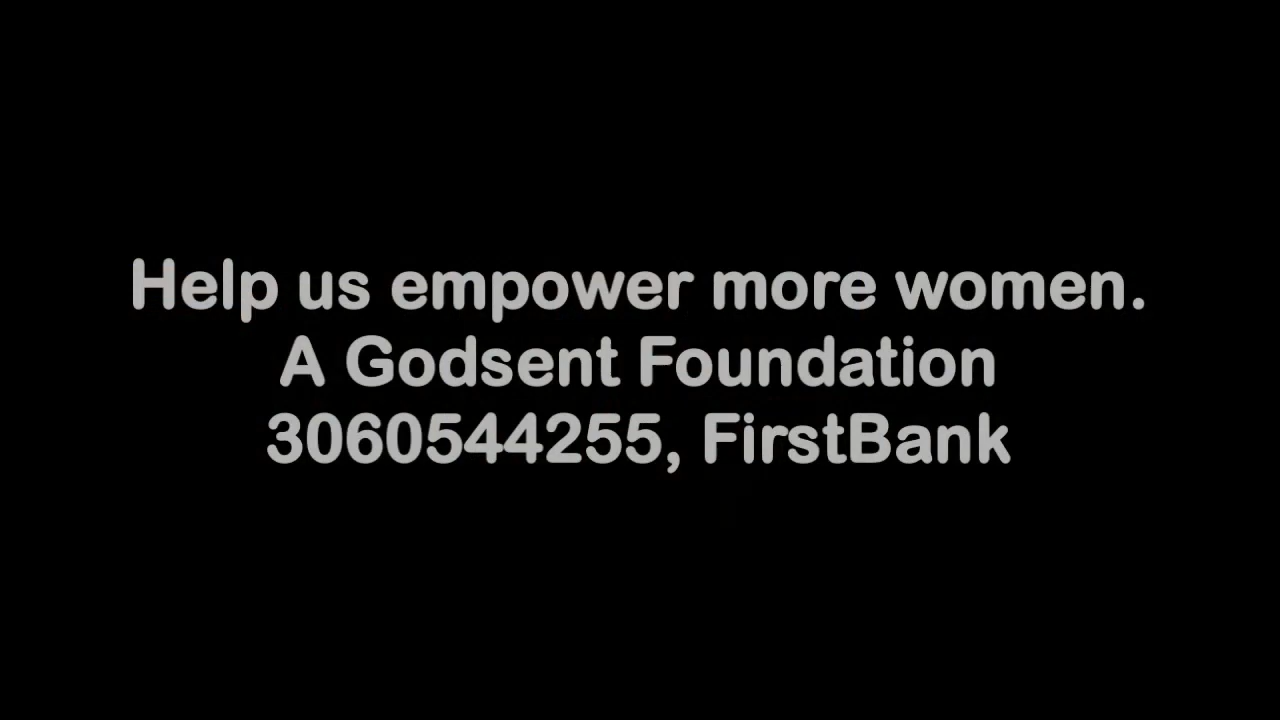 Help us empower more women.
A Godsent Foundation
3060544255, FirstBank